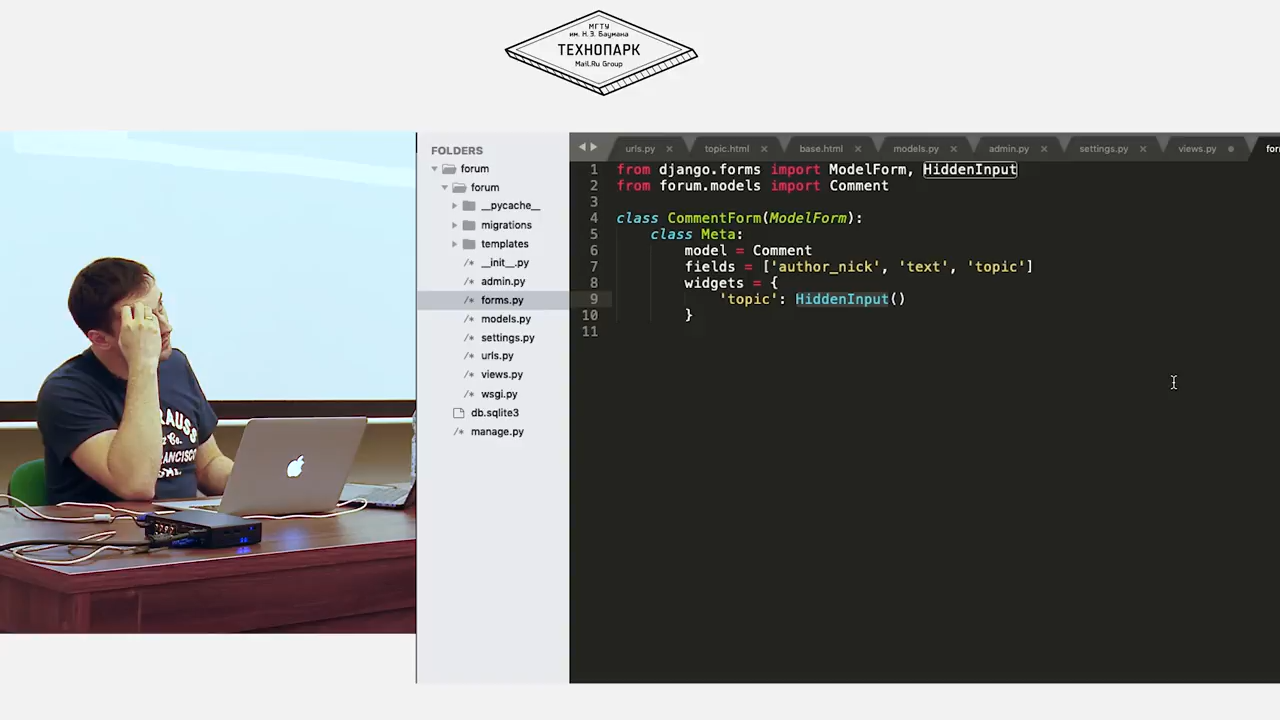 МГТУ
им. Н.Э. Баумана
ТЕХНОПАРК
Mail.Ru Group
FOLDERS
forum
forum
__pycache__
migrations
templates
/* __init__.py
/* admin.py
/* forms.py
/* models.py
/* settings.py
/* urls.py
/* views.py
/* wsgi.py
db.sqlite3
/* manage.py
urls.py
topic.html
base.html
models.py
admin.py
settings.py
views.py
1 from django.forms import ModelForm, HiddenInput
2 from forum.models import Comment
3
4 class CommentForm(ModelForm):
5 class Meta:
6 model = Comment
7 fields = ['author_nick', 'text', 'topic']
8 widgets = {
9 'topic': HiddenInput()
10 }
11